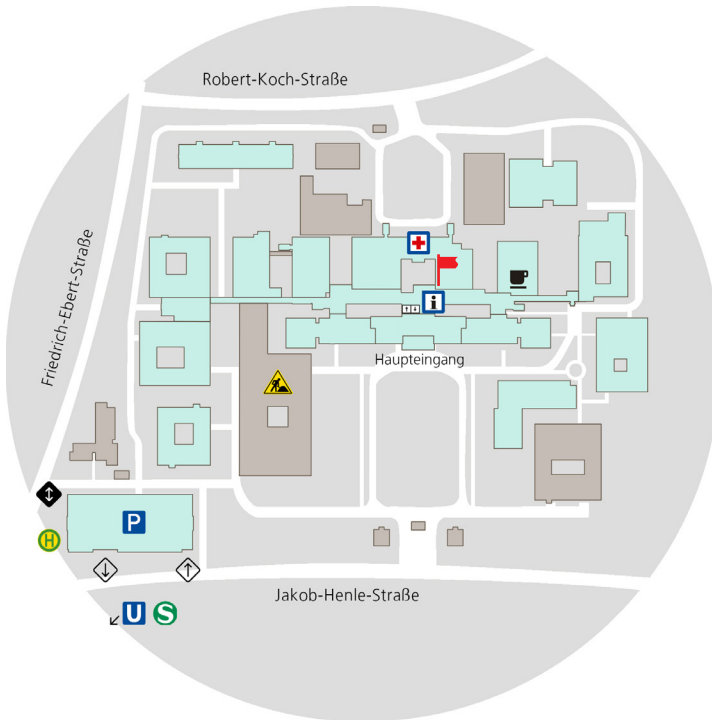 Robert-Koch-Straße
Friedrich-Ebert-Straße
i
Haupteingang
P
H
Jakob-Henle-Straße
U
S